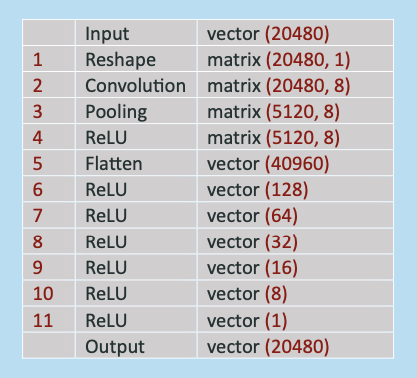 Input vector (20480)
1 Reshape matrix (20480, 1)
2 Convolution matrix (20480, 8)
3 Pooling matrix (5120, 8)
4 ReLU matrix (5120, 8)
5 Flatten vector (40960)
6 ReLU vector (128)
7 ReLU vector (64)
8 ReLU vector (32)
9 ReLU vector (16)
10 ReLU vector (8)
11 ReLU vector (1)
Output vector (20480)